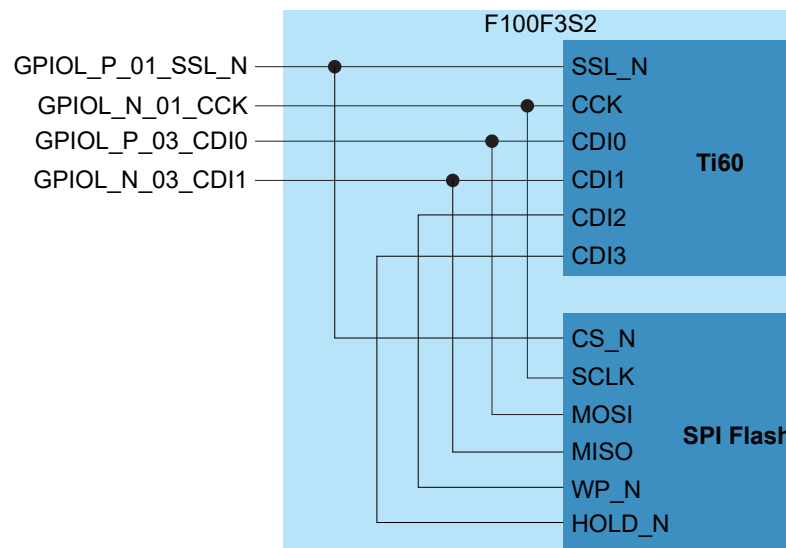 F100F3S2
GPIOL_P_01_SSL_N
GPIOL_N_01_CCK
GPIOL_P_03_CDI0
GPIOL_N_03_CDI1
SSL_N
CCK
CDI0
CDI1
CDI2
CDI3
Ti60
CS_N
SCLK
MOSI
MISO
WP_N
HOLD_N
SPI Flash